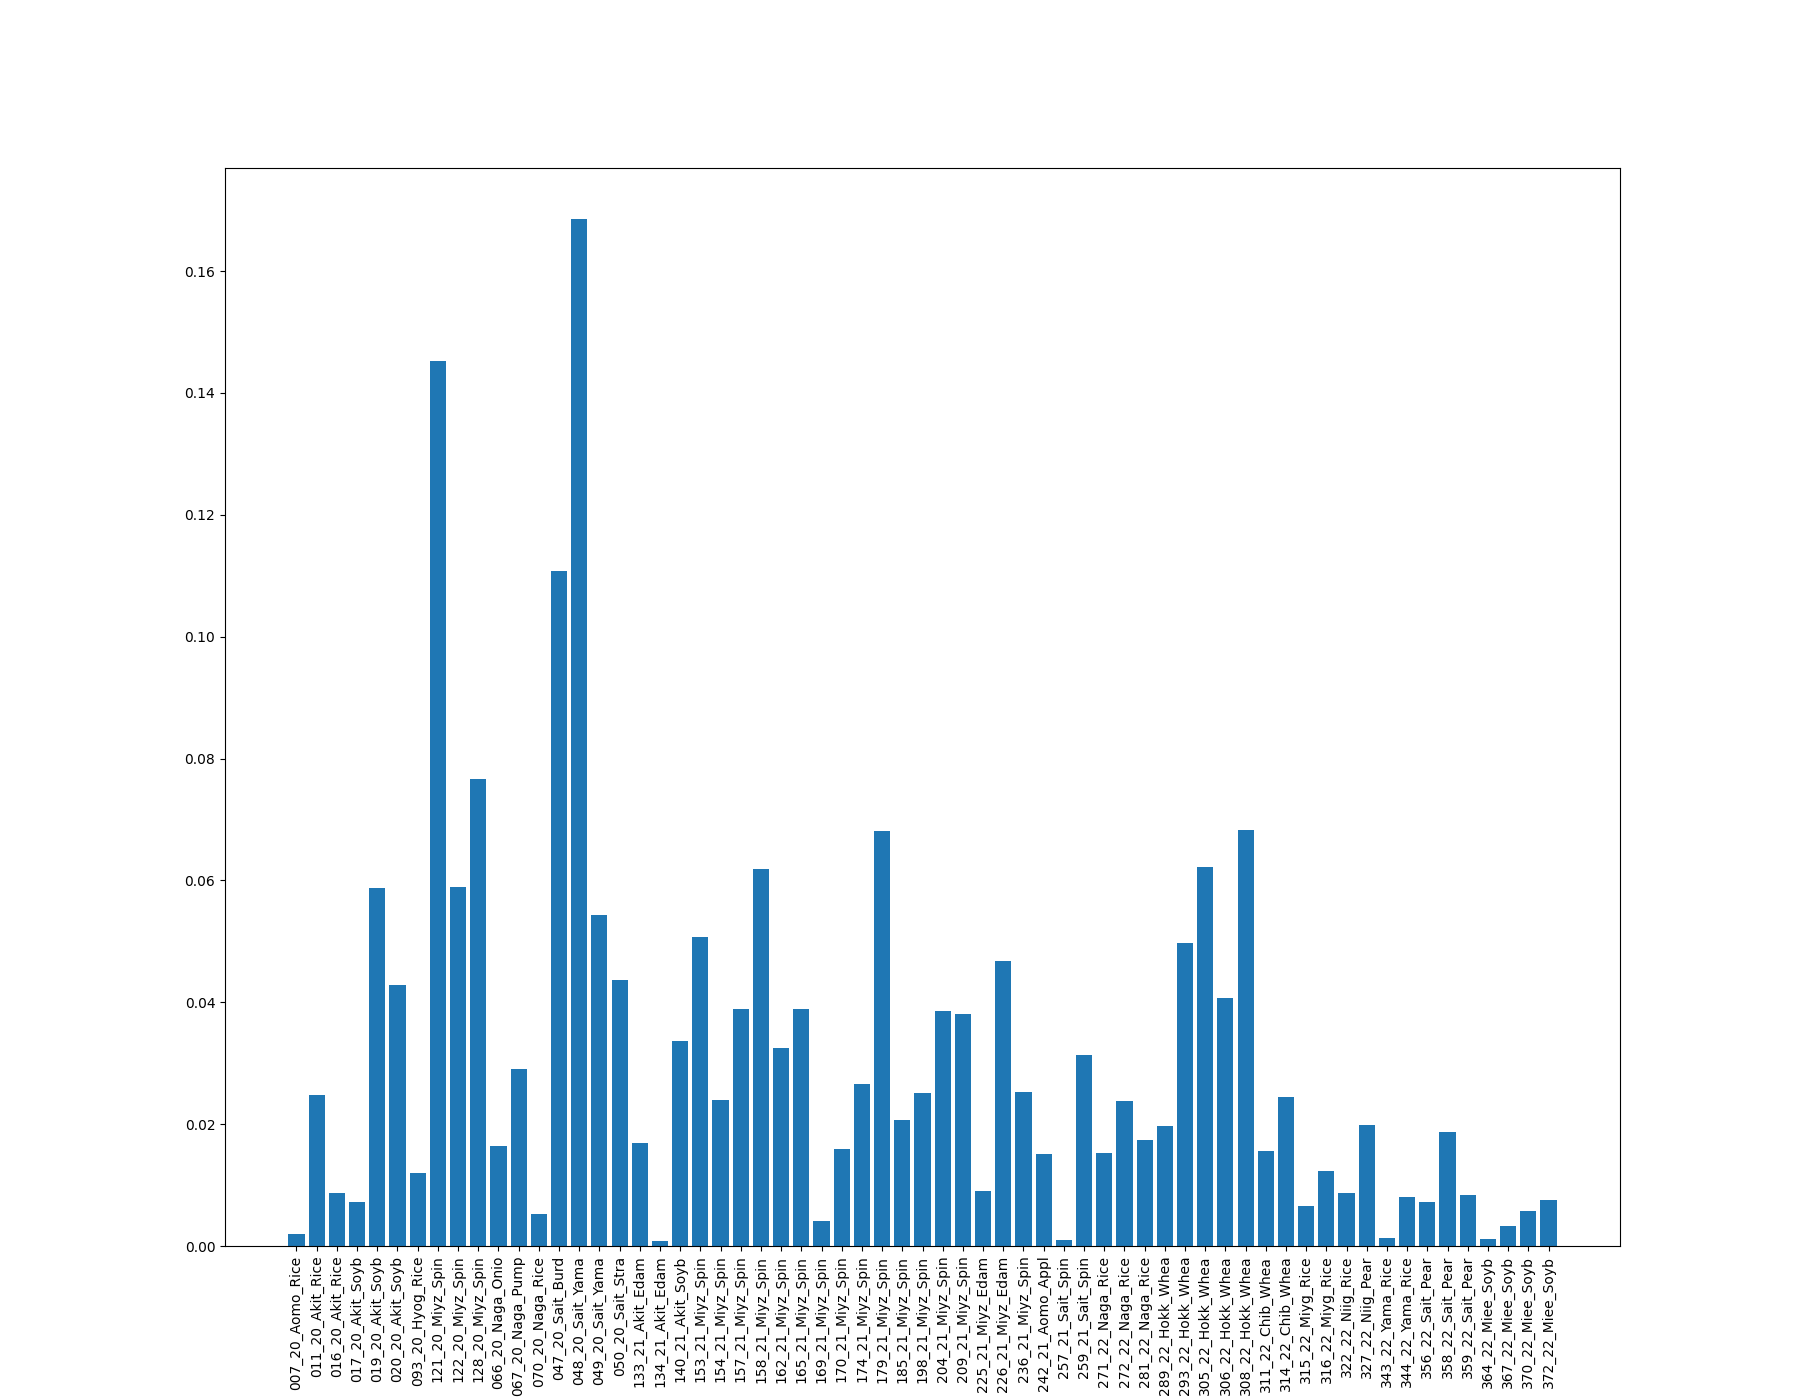 0.16
0.14
0.12
0.10
0.08
0.06
0.04
0.02
0.00
007_20_Aomo_Rice
011_20_Akit_Rice
016_20_Akit_Rice
017_20_Akit_Soyb
019_20_Akit_Soyb
020_20_Akit_Soyb
093_20_Hyog_Rice
121_20_Miyz_Spin
122_20_Miyz_Spin
128_20_Miyz_Spin
066_20_Naga_Onio
067_20_Naga_Pump
070_20_Naga_Rice
047_20_Sait_Burd
048_20_Sait_Yama
049_20_Sait_Yama
050_20_Sait_Stra
133_21_Akit_Edam
134_21_Akit_Edam
140_21_Akit_Soyb
153_21_Miyz_Spin
154_21_Miyz_Spin
157_21_Miyz_Spin
158_21_Miyz_Spin
162_21_Miyz_Spin
165_21_Miyz_Spin
169_21_Miyz_Spin
170_21_Miyz_Spin
174_21_Miyz_Spin
179_21_Miyz_Spin
185_21_Miyz_Spin
198_21_Miyz_Spin
204_21_Miyz_Spin
209_21_Miyz_Spin
225_21_Miyz_Edam
226_21_Miyz_Edam
236_21_Miyz_Spin
242_21_Aomo_Appl
257_21_Sait_Spin
259_21_Sait_Spin
271_22_Naga_Rice
272_22_Naga_Rice
281_22_Naga_Rice
289_22_Hokk_Whea
293_22_Hokk_Whea
305_22_Hokk_Whea
306_22_Hokk_Whea
308_22_Hokk_Whea
311_22_Chib_Whea
314_22_Chib_Whea
315_22_Miyg_Rice
316_22_Miyg_Rice
322_22_Niig_Rice
327_22_Niig_Pear
343_22_Yama_Rice
344_22_Yama_Rice
356_22_Sait_Pear
358_22_Sait_Pear
359_22_Sait_Pear
364_22_Miee_Soyb
367_22_Miee_Soyb
370_22_Miee_Soyb
372_22_Miee_Soyb